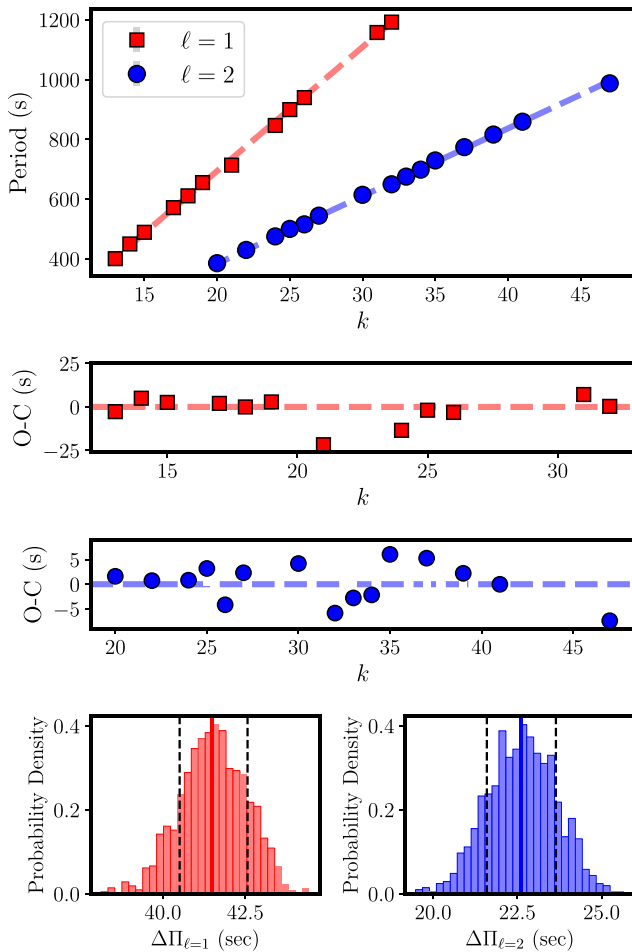 1200
1000
800
600
400
Period (s)
ℓ = 1
ℓ = 2
15 20 25 30 35 40 45
k
25
0
−25
O-C (s)
15 20 25 30
k
5
0
−5
O-C (s)
20 25 30 35 40 45
k
0.4
0.2
0.0
Probability Density
40.0 42.5
ΔΠℓ=1 (sec)
0.4
0.2
0.0
Probability Density
20.0 22.5 25.0
ΔΠℓ=2 (sec)